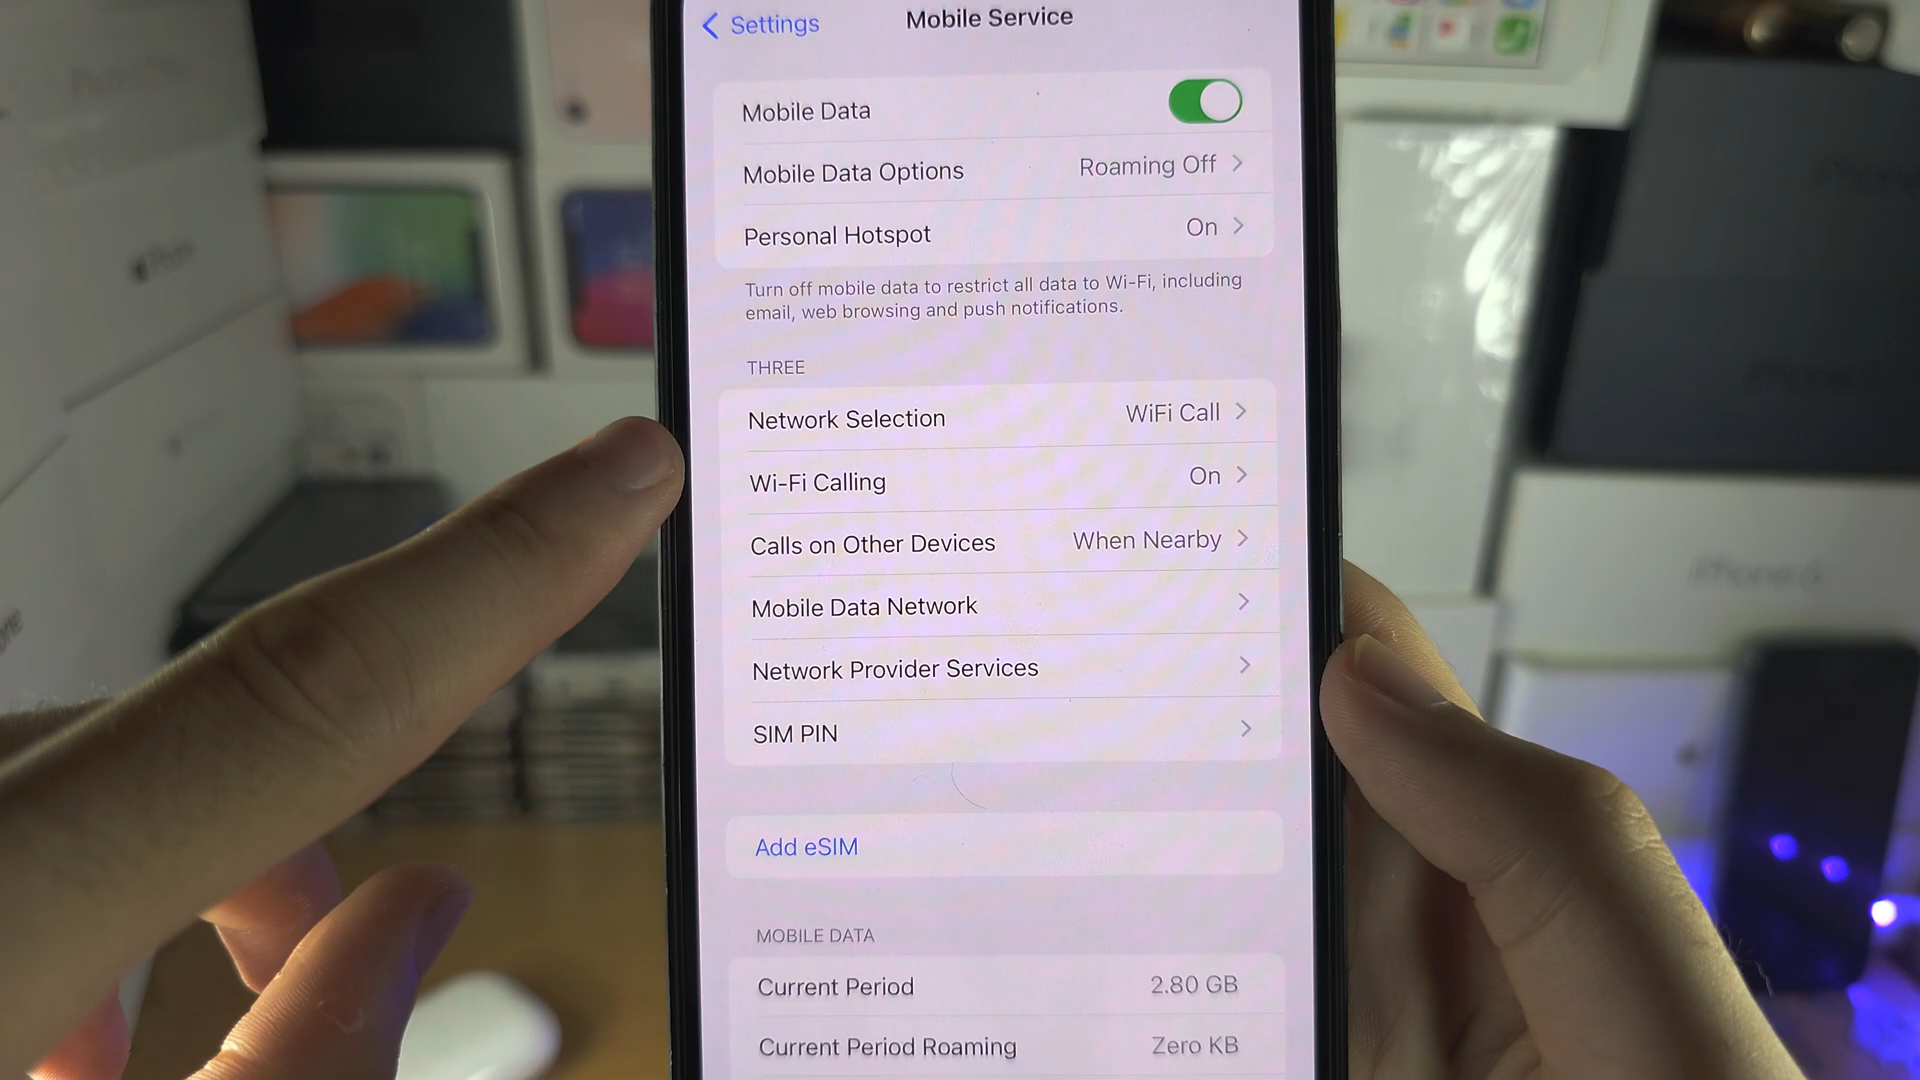 Settings
Mobile Service
Mobile Data
Mobile Data Options Roaming Off
Personal Hotspot On
Turn off mobile data to restrict all data to Wi-Fi, including
email, web browsing and push notifications.
THREE
Network Selection WiFi Call
Wi-Fi Calling On
Calls on Other Devices When Nearby
Mobile Data Network
Network Provider Services
SIM PIN
Add eSIM
MOBILE DATA
Current Period 2.80 GB
Current Period Roaming Zero KB
iPhone
iPhone